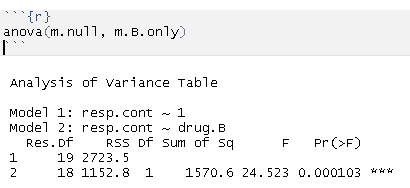 ```{r}
anova(m.null, m.B.only)
```
Analysis of Variance Table
Model 1: resp.cont ~ 1
Model 2: resp.cont ~ drug.B
Res.Df RSS Df Sum of Sq F Pr(>F)
1 19 2723.5
2 18 1152.8 1 1570.6 24.523 0.000103 ***